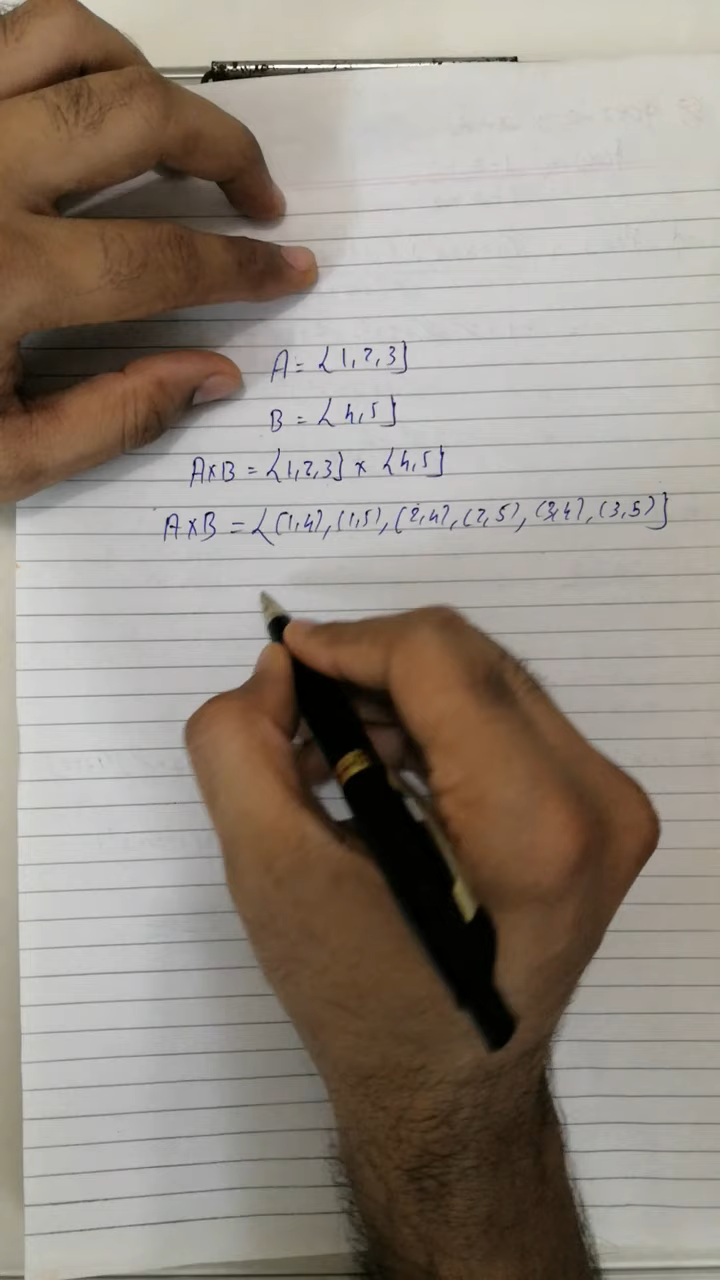 A = {1,2,3}
B = {4,5}
A×B = {1,2,3} × {4,5}
A×B = {(1,4),(1,5),(2,4),(2,5),(3,4),(3,5)}